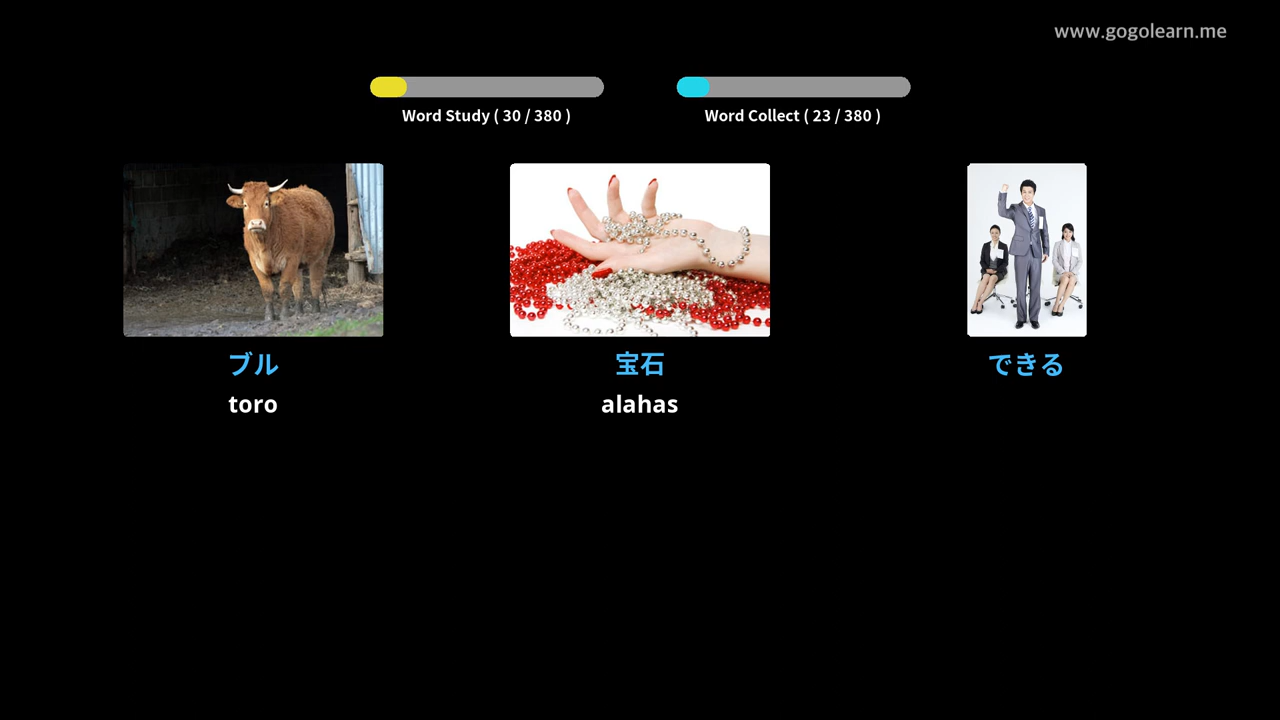 www.gogolearn.me
Word Study ( 30 / 380 )
Word Collect ( 23 / 380 )
ブル
宝石
できる
toro
alahas